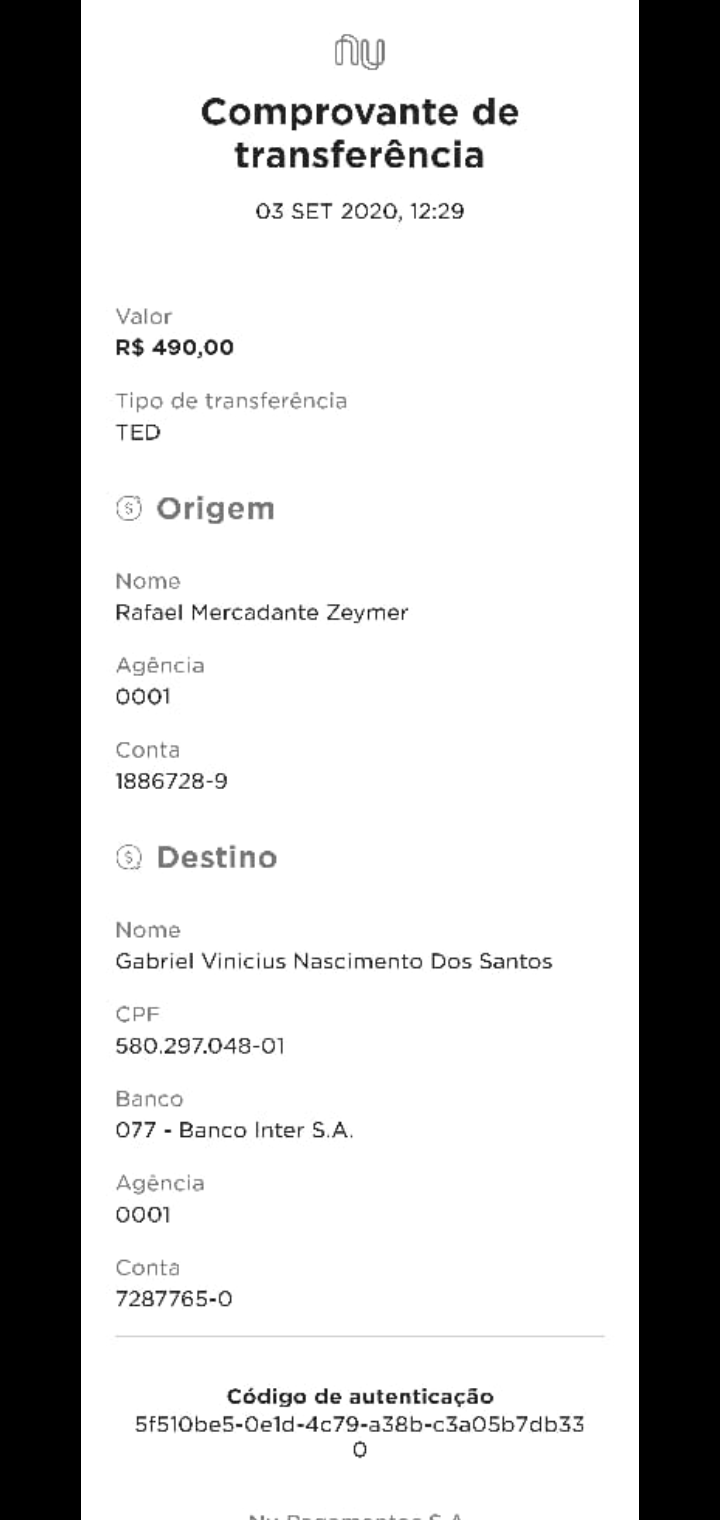 nu
Comprovante de
transferência
03 SET 2020, 12:29
Valor
R$ 490,00
Tipo de transferência
TED
Origem
Nome
Rafael Mercadante Zeymer
Agência
0001
Conta
1886728-9
Destino
Nome
Gabriel Vinicius Nascimento Dos Santos
CPF
580.297.048-01
Banco
077 - Banco Inter S.A.
Agência
0001
Conta
7287765-0
Código de autenticação
5f510be5-0e1d-4c79-a38b-c3a05b7db33
0
Nu Pagamentos S.A.